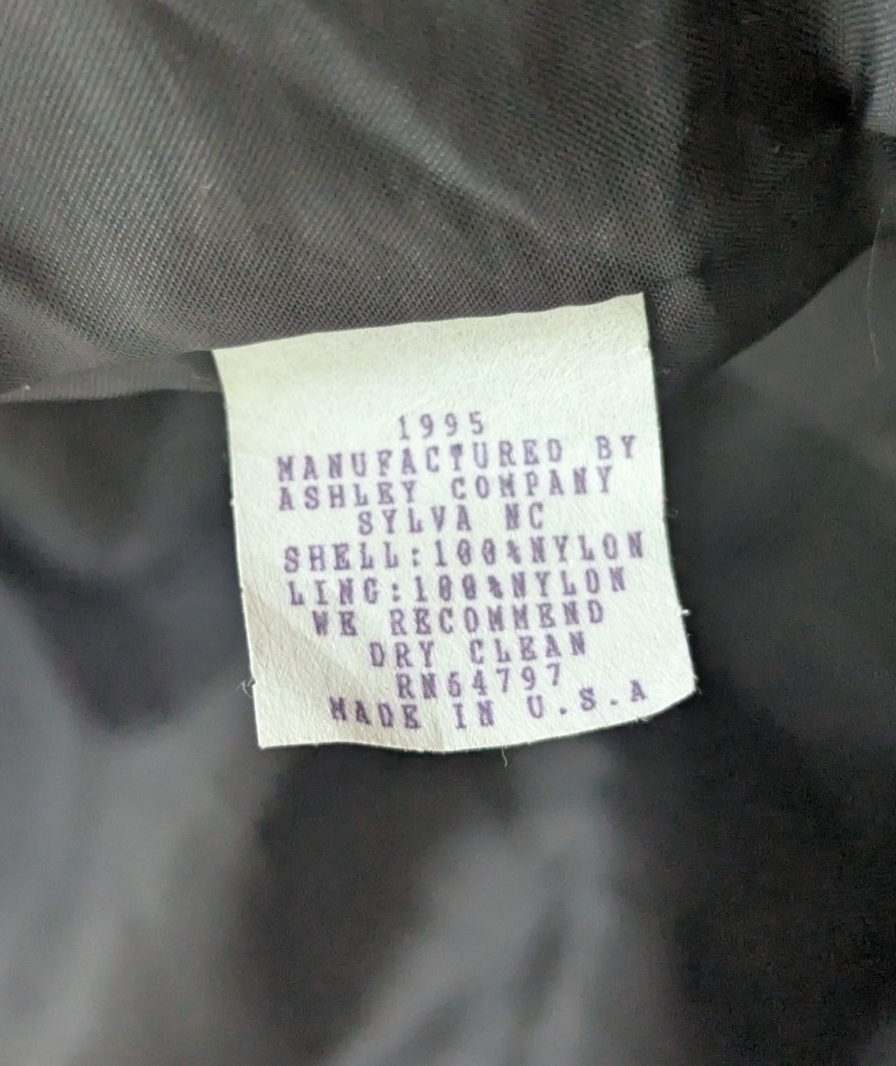 1995
MANUFACTURED BY
ASHLEY COMPANY
SYLVA NC
SHELL:100%NYLON
LING:100%NYLON
WE RECOMMEND
DRY CLEAN
RN64797
MADE IN U.S.A